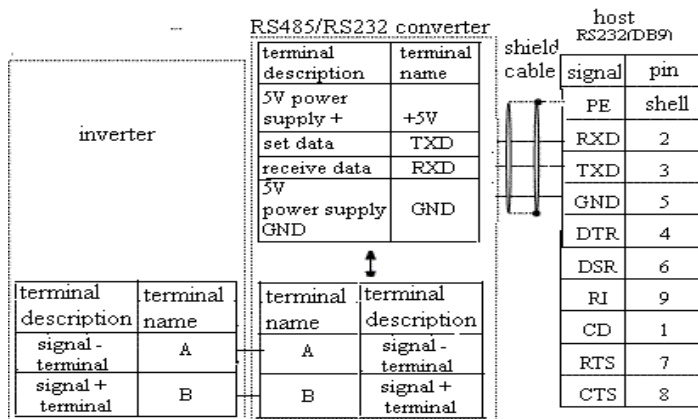 host
RS485/RS232 converter
RS232(DB9)
shield
cable
terminal description
terminal name
5V power supply +
+5V
set data
TXD
receive data
RXD
5V power supply GND
GND
signal
pin
PE
shell
RXD
2
TXD
3
GND
5
DTR
4
DSR
6
RI
9
CD
1
RTS
7
CTS
8
inverter
terminal description
terminal name
signal - terminal
A
signal + terminal
B
terminal name
terminal description
A
signal - terminal
B
signal + terminal